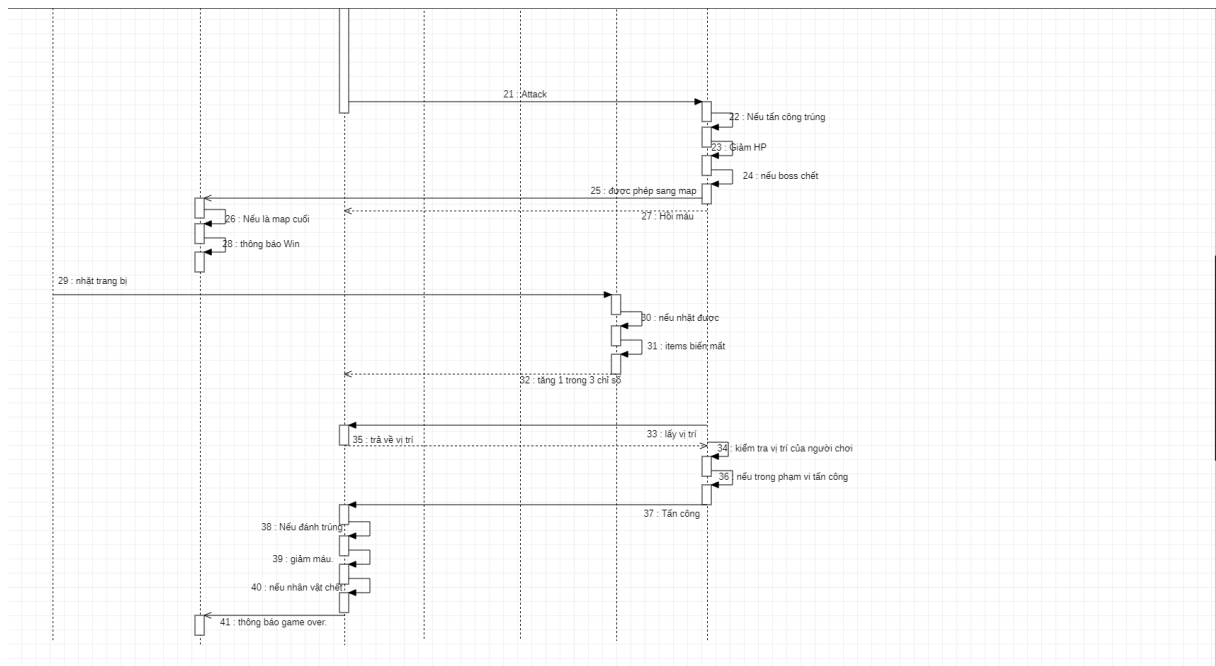 21 : Attack
22 : Nếu tấn công trúng
23 : Giảm HP
24 : nếu boss chết
25 : được phép sang map
27 : Hồi máu
26 : Nếu là map cuối
28 : thông báo Win
29 : nhặt trang bị
30 : nếu nhặt được
31 : items biến mất
32 : tăng 1 trong 3 chỉ số
33 : lấy vị trí
35 : trả về vị trí
34 : kiểm tra vị trí của người chơi
36 : nếu trong phạm vi tấn công
37 : Tấn công
38 : Nếu đánh trúng
39 : giảm máu.
40 : nếu nhân vật chết
41 : thông báo game over.